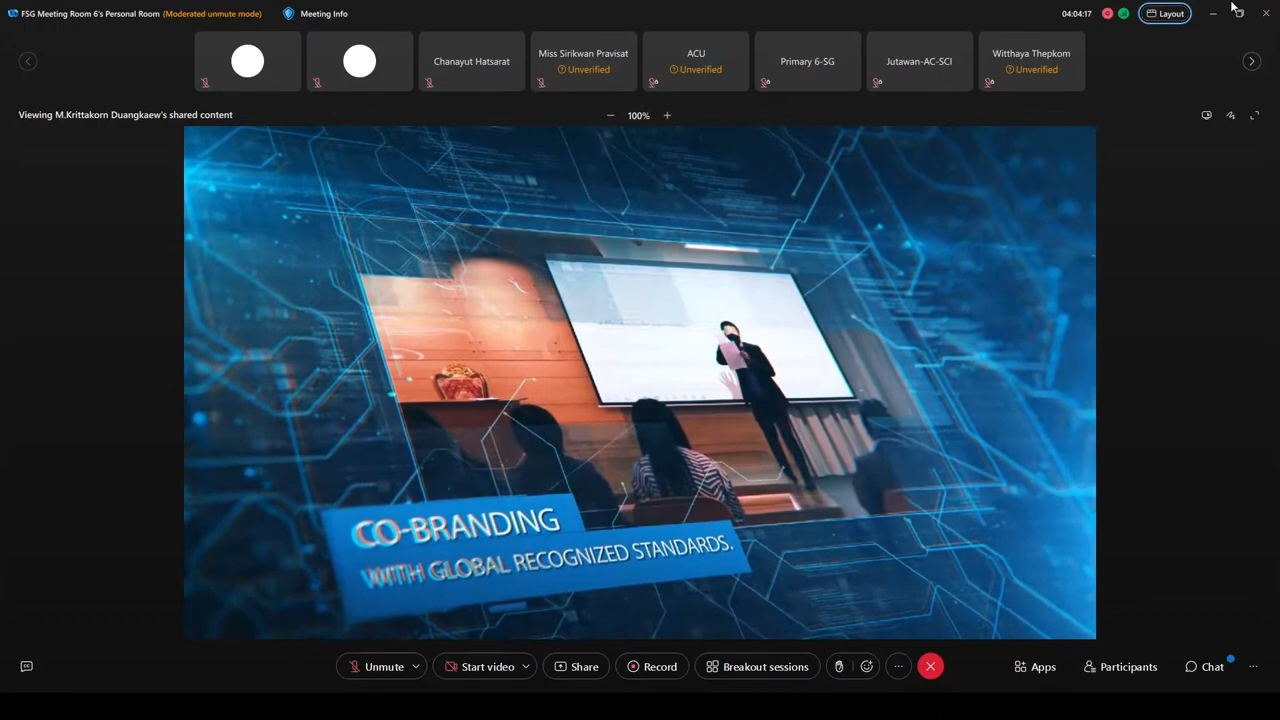 FSG Meeting Room 6's Personal Room (Moderated unmute mode) Meeting Info 04:04:17 Layout
Chanayut Hatsarat
Miss Sirikwan Pravisat
Unverified
ACU
Unverified
Primary 6-SG
Jutawan-AC-SCI
Witthaya Thepkom
Unverified
Viewing M.Krittakorn Duangkaew's shared content
100%
CO-BRANDING
WITH GLOBAL RECOGNIZED STANDARDS.
Unmute Start video Share Record Breakout sessions Apps Participants Chat